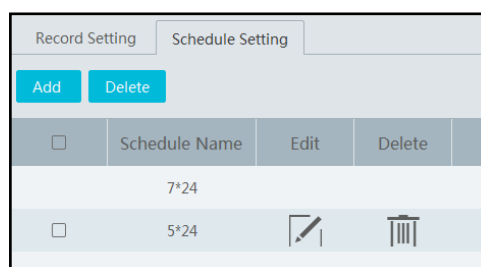 Record Setting Schedule Setting
Add Delete
Schedule Name Edit Delete
7*24
5*24